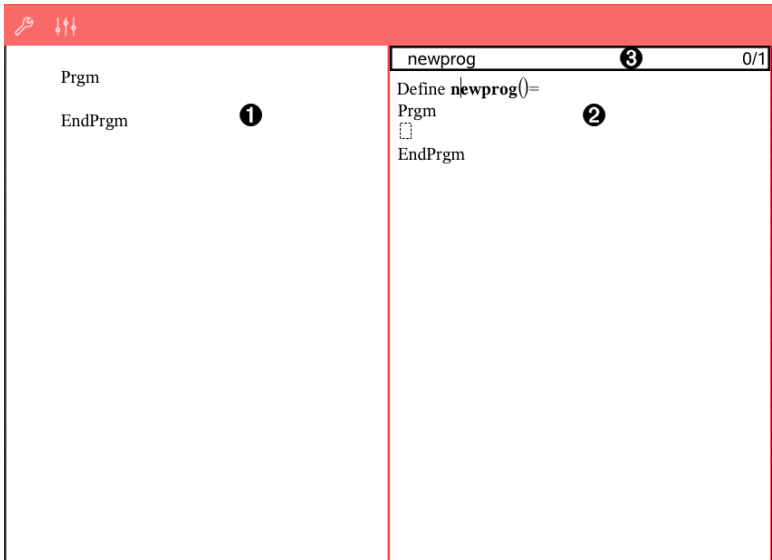 Prgm
EndPrgm ❶
newprog ❸ 0/1
Define newprog()=
Prgm ❷
EndPrgm